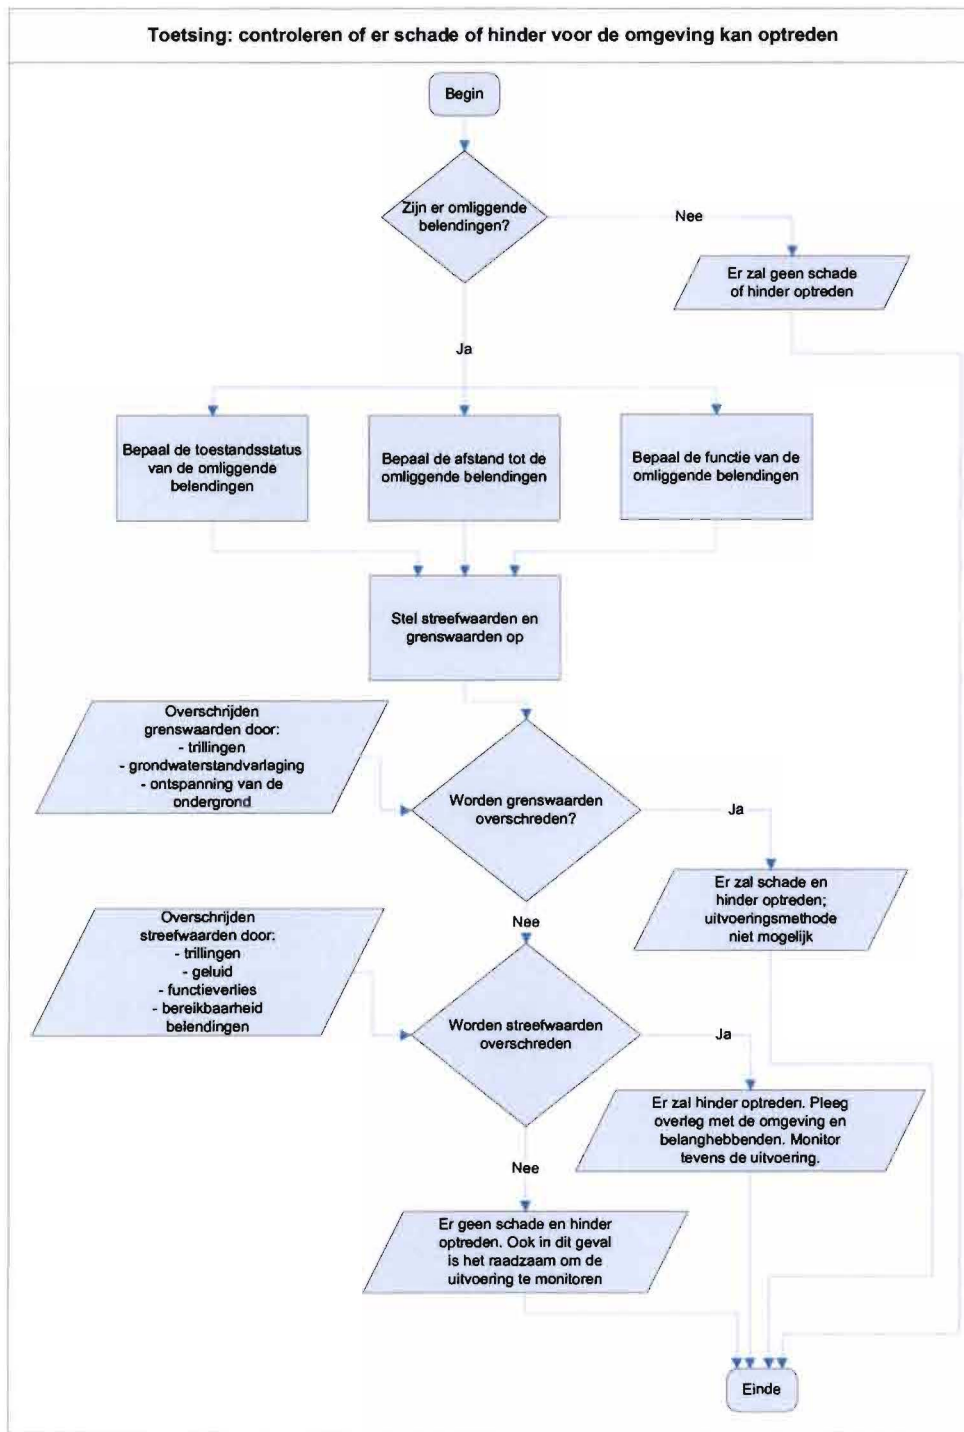 Toetsing: controleren of er schade of hinder voor de omgeving kan optreden
Begin
Zijn er omliggende
belendingen?
Nee
Er zal geen schade
of hinder optreden
Ja
Bepaal de toestandsstatus
van de omliggende
belendingen
Bepaal de afstand tot de
omliggende belendingen
Bepaal de functie van de
omliggende belendingen
Stel streefwaarden en
grenswaarden op
Overschrijden
grenswaarden door:
- trillingen
- grondwaterstandvarlaging
- ontspanning van de
ondergrond
Worden grenswaarden
overschreden?
Ja
Er zal schade en
hinder optreden;
uitvoeringsmethode
niet mogelijk
Nee
Overschrijden
streefwaarden door:
- trillingen
- geluid
- functieverlies
- bereikbaarheid
belendingen
Worden streefwaarden
overschreden
Ja
Er zal hinder optreden. Pleeg
overleg met de omgeving en
belanghebbenden. Monitor
tevens de uitvoering.
Nee
Er geen schade en hinder
optreden. Ook in dit geval
is het raadzaam om de
uitvoering te monitoren
Einde